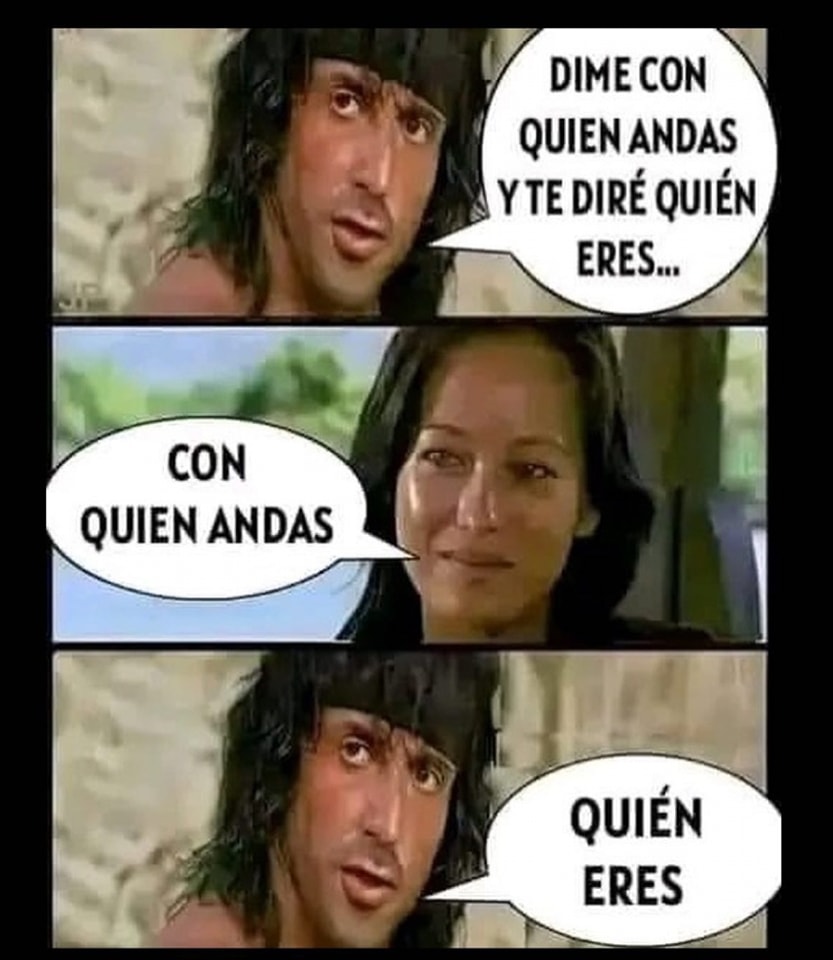 DIME CON
QUIEN ANDAS
Y TE DIRÉ QUIÉN
ERES...
CON
QUIEN ANDAS
QUIÉN
ERES